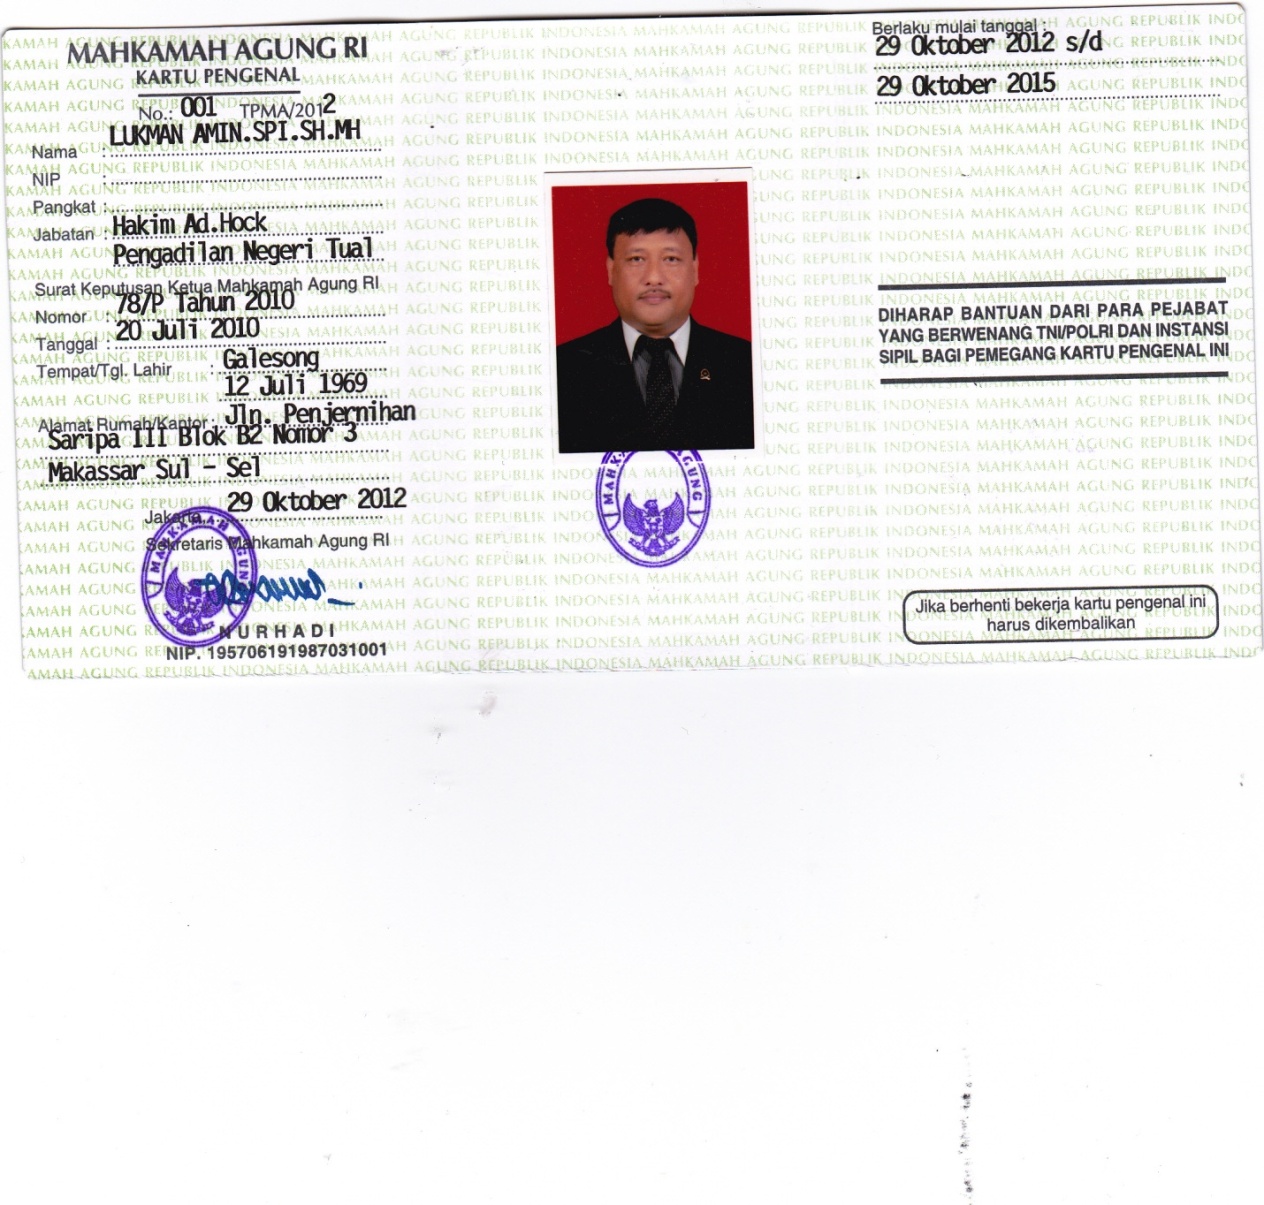 MAHKAMAH AGUNG RI
KARTU PENGENAL
No.: 001 TPMA/2012
Nama : LUKMAN AMIN.SPI.SH.MH
NIP :
Pangkat :
Jabatan : Hakim Ad.Hock
Pengadilan Negeri Tual
Surat Keputusan Ketua Mahkamah Agung RI
Nomor : 78/P Tahun 2010
Tanggal : 20 Juli 2010
Tempat/Tgl. Lahir : Galesong
12 Juli 1969
Alamat Rumah/Kantor : Jln. Penjernihan
Saripa III Blok B2 Nomor 3
Makassar Sul - Sel
Jakarta, 29 Oktober 2012
Sekretaris Mahkamah Agung RI
MAHKAMAH AGUNG
NURHADI
NIP. 195706191987031001
MAHKAMAH AGUNG
Berlaku mulai tanggal :
29 Oktober 2012 s/d
29 Oktober 2015
DIHARAP BANTUAN DARI PARA PEJABAT
YANG BERWENANG TNI/POLRI DAN INSTANSI
SIPIL BAGI PEMEGANG KARTU PENGENAL INI
Jika berhenti bekerja kartu pengenal ini
harus dikembalikan